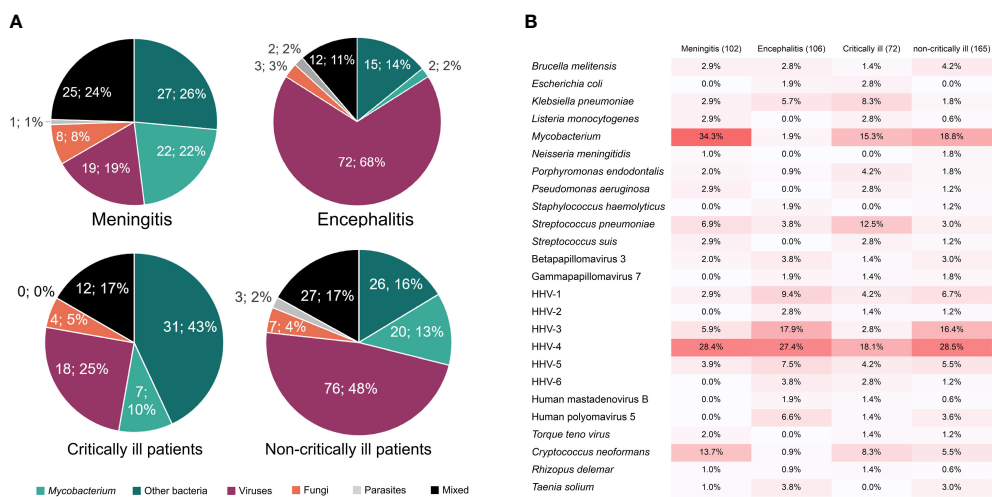 A
27; 26%
22; 22%
19; 19%
8; 8%
1; 1%
25; 24%
Meningitis
15; 14%
2; 2%
72; 68%
3; 3%
2; 2%
12; 11%
Encephalitis
31; 43%
7;
10%
18; 25%
4; 5%
0; 0%
12; 17%
Critically ill patients
26; 16%
20; 13%
76; 48%
7; 4%
3; 2%
27; 17%
Non-critically ill patients
Mycobacterium Other bacteria Viruses Fungi Parasites Mixed
B
Meningitis (102) Encephalitis (106) Critically ill (72) non-critically ill (165)
Brucella melitensis 2.9% 2.8% 1.4% 4.2%
Escherichia coli 0.0% 1.9% 2.8% 0.0%
Klebsiella pneumoniae 2.9% 5.7% 8.3% 1.8%
Listeria monocytogenes 2.9% 0.0% 2.8% 0.6%
Mycobacterium 34.3% 1.9% 15.3% 18.8%
Neisseria meningitidis 1.0% 0.0% 0.0% 1.8%
Porphyromonas endodontalis 2.0% 0.9% 4.2% 1.8%
Pseudomonas aeruginosa 2.9% 0.0% 2.8% 1.2%
Staphylococcus haemolyticus 0.0% 1.9% 0.0% 1.2%
Streptococcus pneumoniae 6.9% 3.8% 12.5% 3.0%
Streptococcus suis 2.9% 0.0% 2.8% 1.2%
Betapapillomavirus 3 2.0% 3.8% 1.4% 3.0%
Gammapapillomavirus 7 0.0% 1.9% 1.4% 1.8%
HHV-1 2.9% 9.4% 4.2% 6.7%
HHV-2 0.0% 2.8% 1.4% 1.2%
HHV-3 5.9% 17.9% 2.8% 16.4%
HHV-4 28.4% 27.4% 18.1% 28.5%
HHV-5 3.9% 7.5% 4.2% 5.5%
HHV-6 0.0% 3.8% 2.8% 1.2%
Human mastadenovirus B 0.0% 1.9% 1.4% 0.6%
Human polyomavirus 5 0.0% 6.6% 1.4% 3.6%
Torque teno virus 2.0% 0.0% 1.4% 1.2%
Cryptococcus neoformans 13.7% 0.9% 8.3% 5.5%
Rhizopus delemar 1.0% 0.9% 1.4% 0.6%
Taenia solium 1.0% 3.8% 0.0% 3.0%